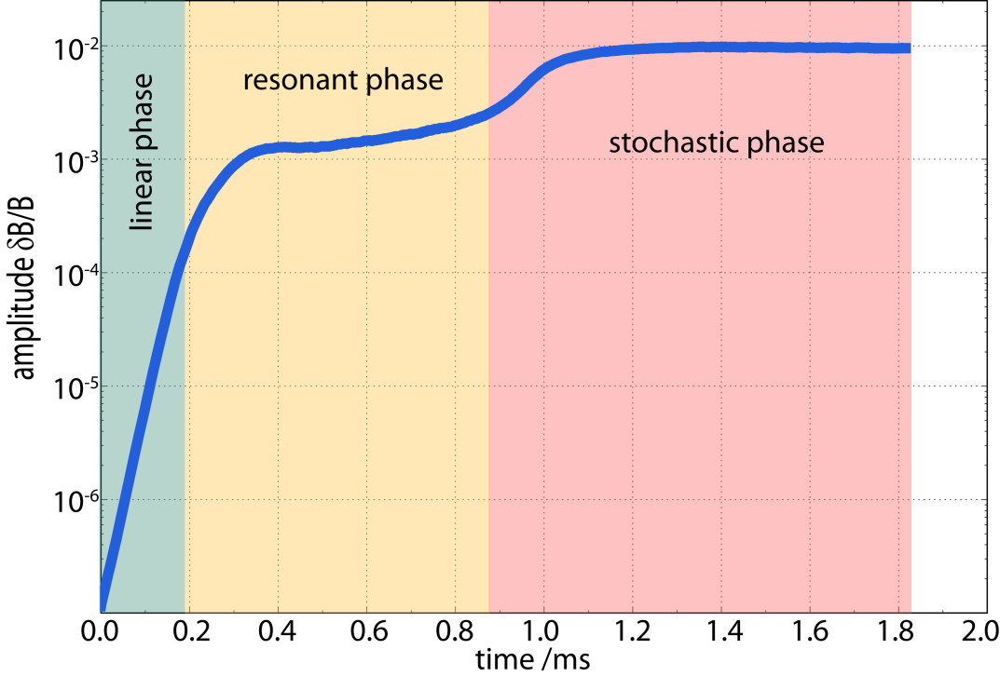 10⁻²
10⁻³
10⁻⁴
10⁻⁵
10⁻⁶
amplitude δB/B
linear phase
resonant phase
stochastic phase
0.0 0.2 0.4 0.6 0.8 1.0 1.2 1.4 1.6 1.8 2.0
time /ms